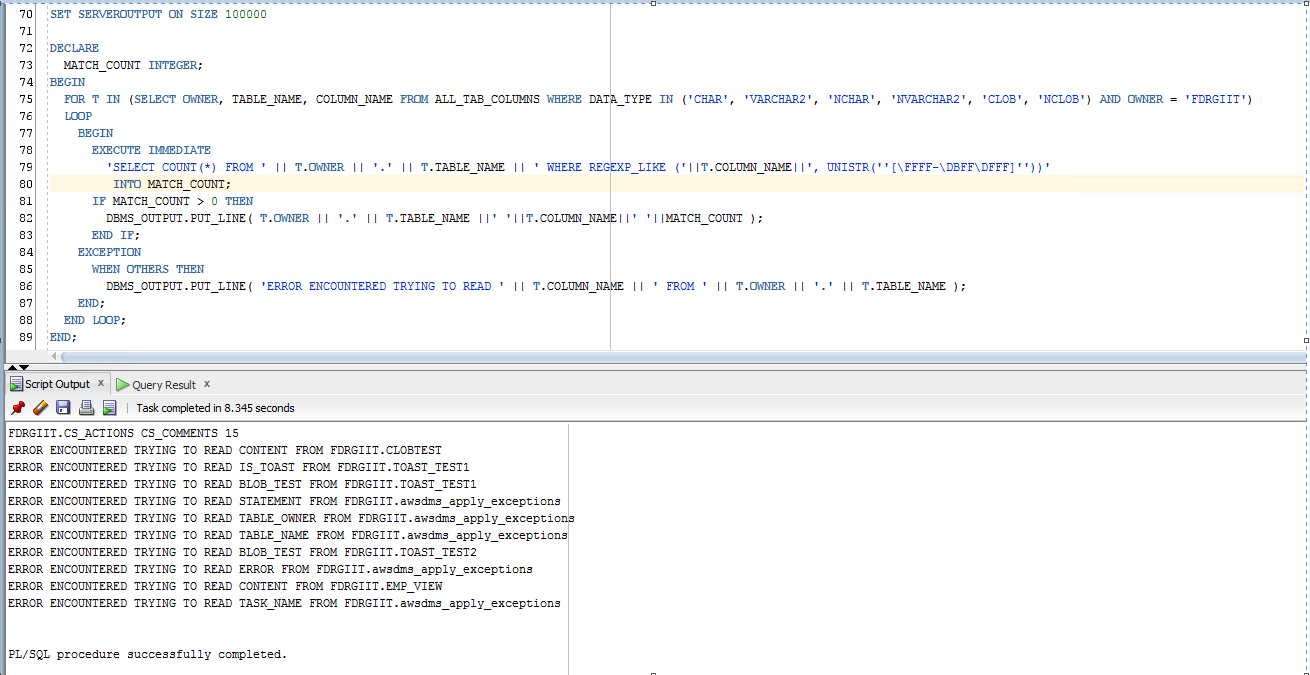 70 SET SERVEROUTPUT ON SIZE 100000
71
72 DECLARE
73 MATCH_COUNT INTEGER;
74 BEGIN
75 FOR T IN (SELECT OWNER, TABLE_NAME, COLUMN_NAME FROM ALL_TAB_COLUMNS WHERE DATA_TYPE IN ('CHAR', 'VARCHAR2', 'NCHAR', 'NVARCHAR2', 'CLOB', 'NCLOB') AND OWNER = 'FDRGIIT')
76 LOOP
77 BEGIN
78 EXECUTE IMMEDIATE
79 'SELECT COUNT(*) FROM ' || T.OWNER || '.' || T.TABLE_NAME || ' WHERE REGEXP_LIKE ('||T.COLUMN_NAME||', UNISTR(''[\FFFF-\DBFF\DFFF]''))'
80 INTO MATCH_COUNT;
81 IF MATCH_COUNT > 0 THEN
82 DBMS_OUTPUT.PUT_LINE( T.OWNER || '.' || T.TABLE_NAME ||' '||T.COLUMN_NAME||' '||MATCH_COUNT );
83 END IF;
84 EXCEPTION
85 WHEN OTHERS THEN
86 DBMS_OUTPUT.PUT_LINE( 'ERROR ENCOUNTERED TRYING TO READ ' || T.COLUMN_NAME || ' FROM ' || T.OWNER || '.' || T.TABLE_NAME );
87 END;
88 END LOOP;
89 END;
Script Output x Query Result x
Task completed in 8.345 seconds
FDRGIIT.CS_ACTIONS CS_COMMENTS 15
ERROR ENCOUNTERED TRYING TO READ CONTENT FROM FDRGIIT.CLOBTEST
ERROR ENCOUNTERED TRYING TO READ IS_TOAST FROM FDRGIIT.TOAST_TEST1
ERROR ENCOUNTERED TRYING TO READ BLOB_TEST FROM FDRGIIT.TOAST_TEST1
ERROR ENCOUNTERED TRYING TO READ STATEMENT FROM FDRGIIT.awsdms_apply_exceptions
ERROR ENCOUNTERED TRYING TO READ TABLE_OWNER FROM FDRGIIT.awsdms_apply_exceptions
ERROR ENCOUNTERED TRYING TO READ TABLE_NAME FROM FDRGIIT.awsdms_apply_exceptions
ERROR ENCOUNTERED TRYING TO READ BLOB_TEST FROM FDRGIIT.TOAST_TEST2
ERROR ENCOUNTERED TRYING TO READ ERROR FROM FDRGIIT.awsdms_apply_exceptions
ERROR ENCOUNTERED TRYING TO READ CONTENT FROM FDRGIIT.EMP_VIEW
ERROR ENCOUNTERED TRYING TO READ TASK_NAME FROM FDRGIIT.awsdms_apply_exceptions
PL/SQL procedure successfully completed.